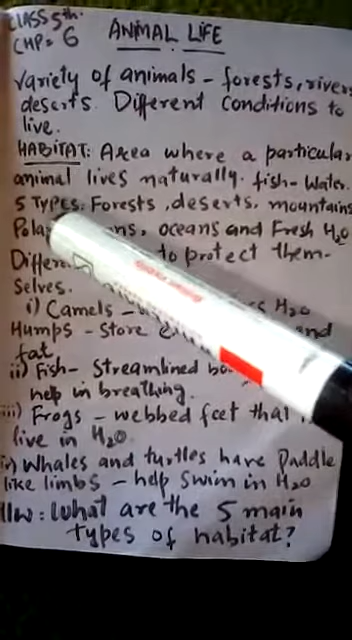 CLASS 5th
CHP= 6
ANIMAL LIFE
variety of animals - forests, rivers
deserts. Different conditions to
live.
HABITAT: Area where a particular
animal lives naturally. fish- water.
5 TYPES: Forests, deserts, mountains
Polar oceans and Fresh H2O
to protect them-
Selves.
i) Camels - H2O
Humps - Store and
fat
ii) Fish- Streamlined
help in breathing.
iii) Frogs - webbed feet that
live in H2O
iv) Whales and turtles have Paddle
like limbs - help Swim in H2O
HW: What are the 5 main
types of habitat?